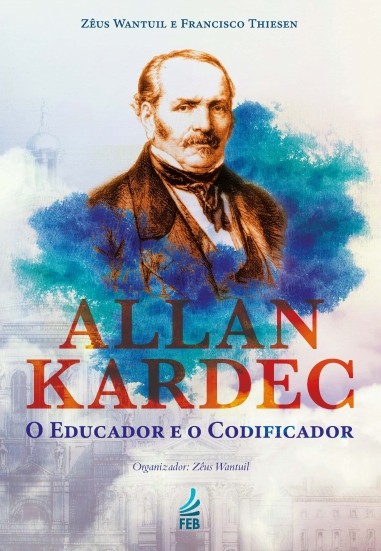 Zêus Wantuil e Francisco Thiesen
ALLAN
KARDEC
O Educador e o Codificador
Organizador: Zêus Wantuil
FEB